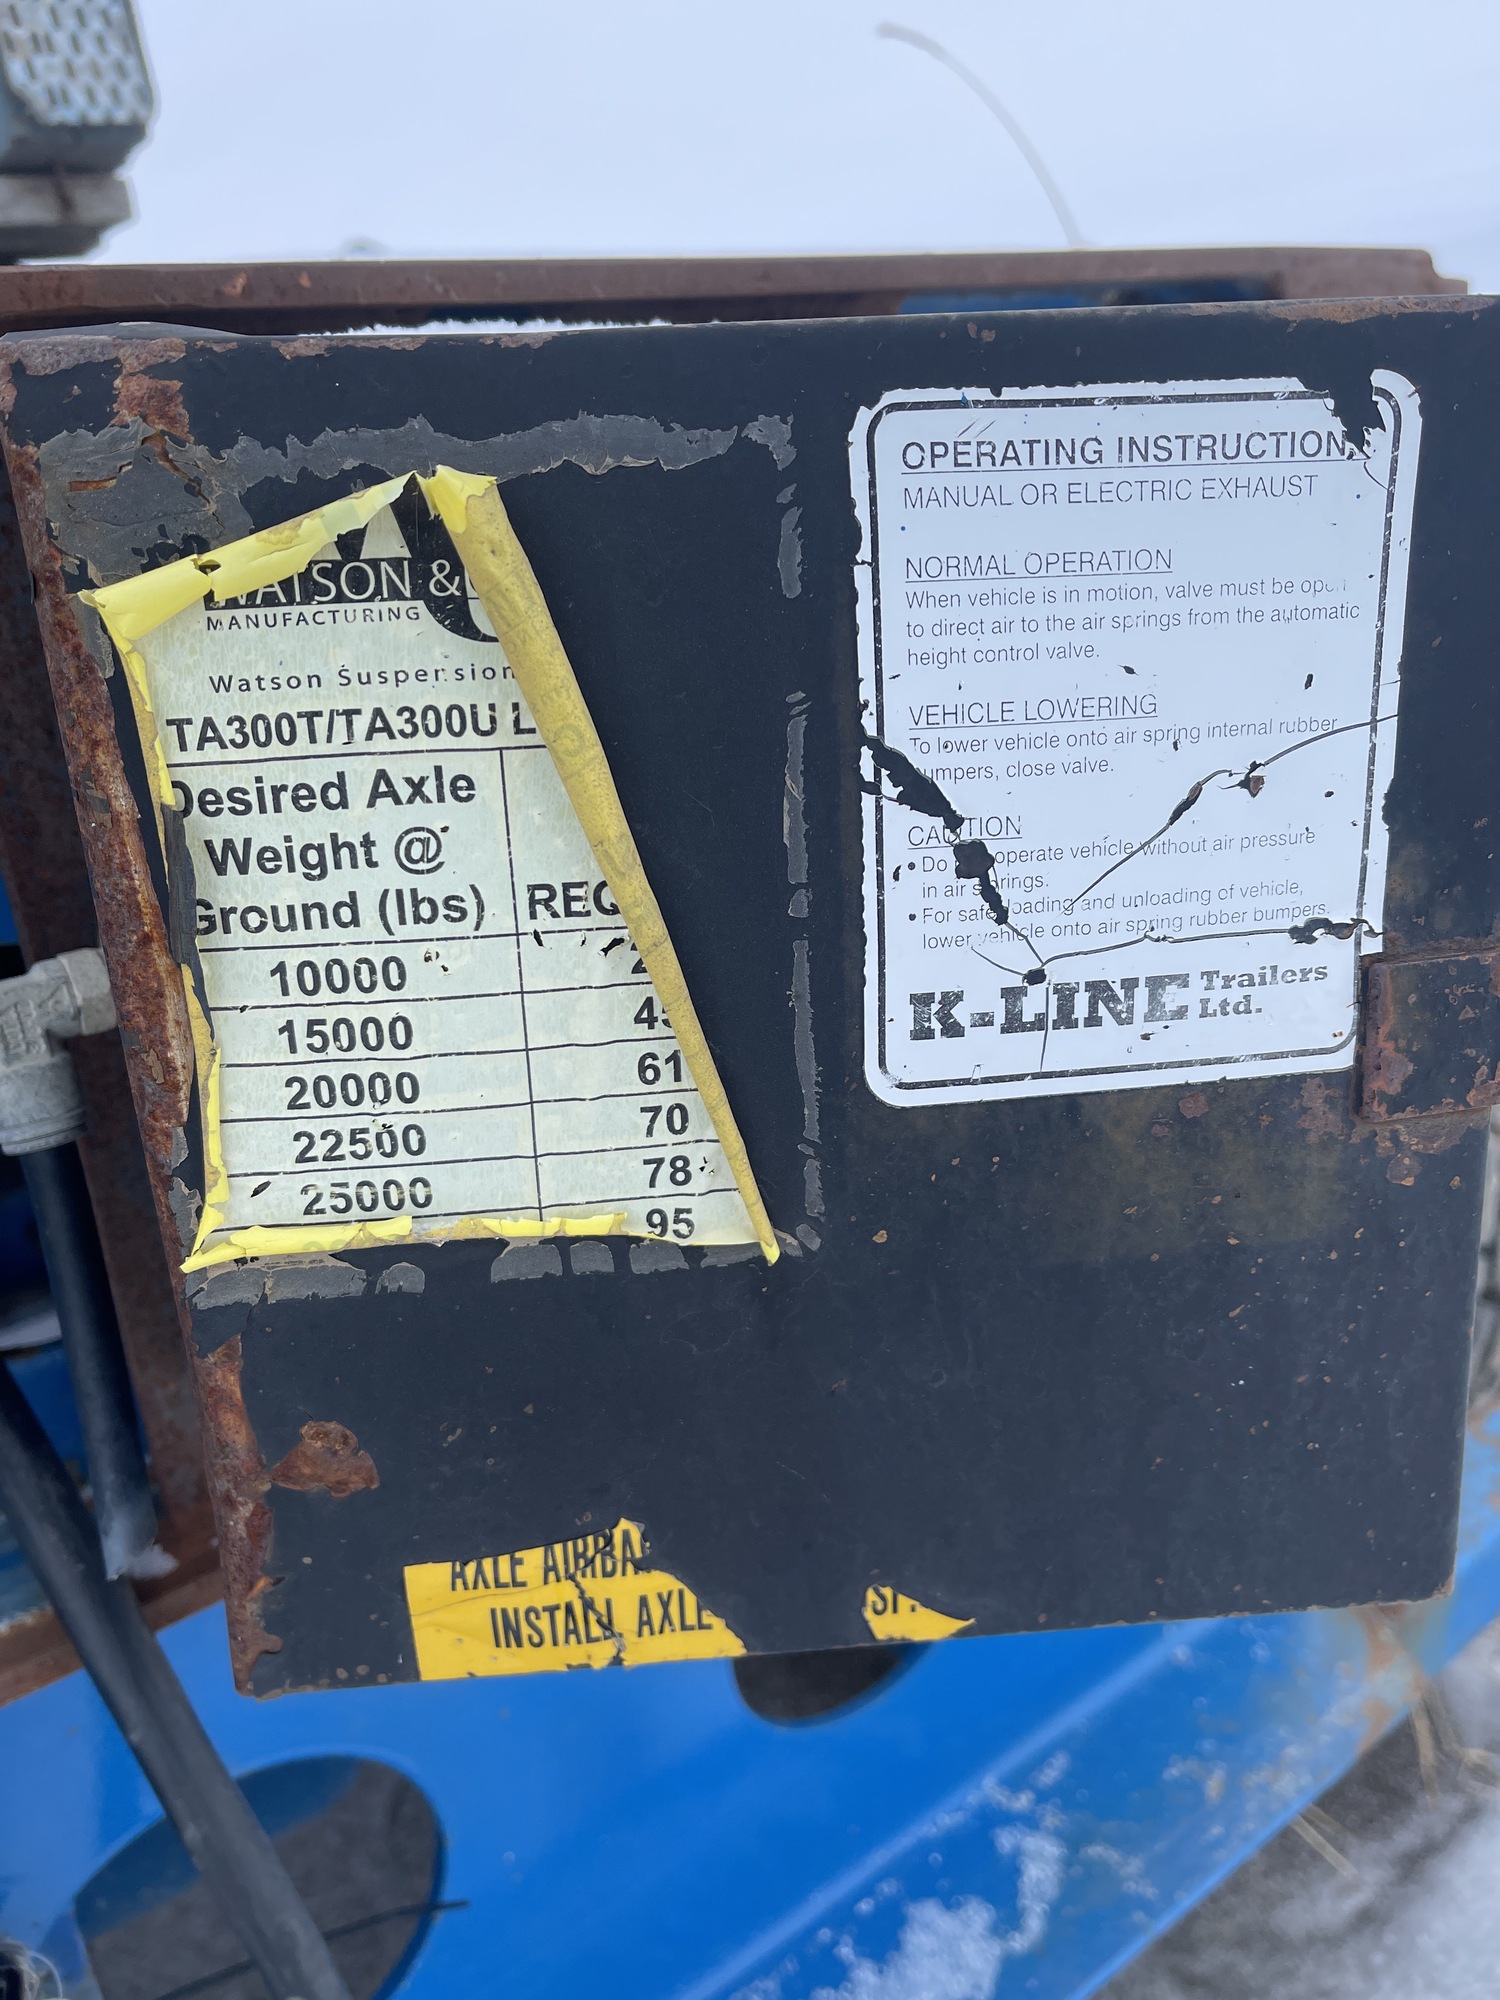 WATSON &
MANUFACTURING
Watson Suspension
TA300T/TA300U L
Desired Axle
Weight @
Ground (lbs)
REQ
10000
15000 45
20000 61
22500 70
25000 78
95
OPERATING INSTRUCTION
MANUAL OR ELECTRIC EXHAUST
NORMAL OPERATION
When vehicle is in motion, valve must be open
to direct air to the air springs from the automatic
height control valve.
VEHICLE LOWERING
To lower vehicle onto air spring internal rubber
bumpers, close valve.
CAUTION
• Do operate vehicle without air pressure
in air springs.
• For safe loading and unloading of vehicle,
lower vehicle onto air spring rubber bumpers.
K-LINE Trailers
Ltd.
AXLE AIRBA
INSTALL AXLE